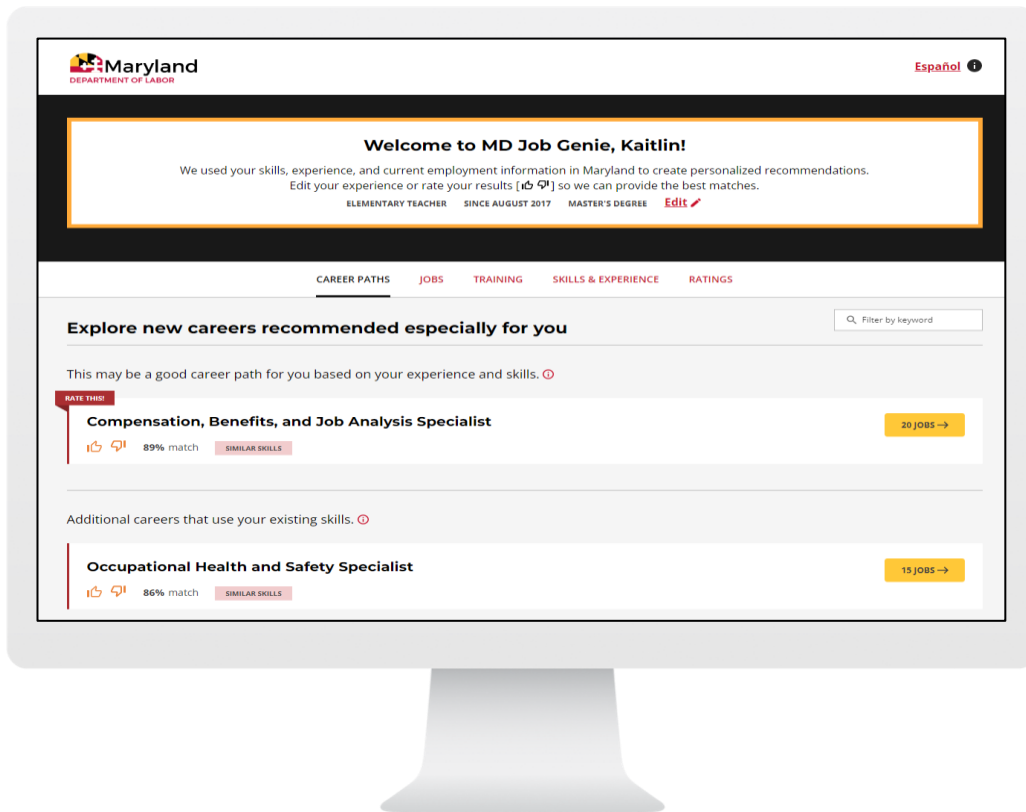 Maryland
DEPARTMENT OF LABOR
Español
Welcome to MD Job Genie, Kaitlin!
We used your skills, experience, and current employment information in Maryland to create personalized recommendations.
Edit your experience or rate your results [ ] so we can provide the best matches.
ELEMENTARY TEACHER SINCE AUGUST 2017 MASTER'S DEGREE Edit
CAREER PATHS JOBS TRAINING SKILLS & EXPERIENCE RATINGS
Explore new careers recommended especially for you
Filter by keyword
This may be a good career path for you based on your experience and skills.
RATE THIS!
Compensation, Benefits, and Job Analysis Specialist
20 JOBS →
89% match SIMILAR SKILLS
Additional careers that use your existing skills.
Occupational Health and Safety Specialist
15 JOBS →
86% match SIMILAR SKILLS